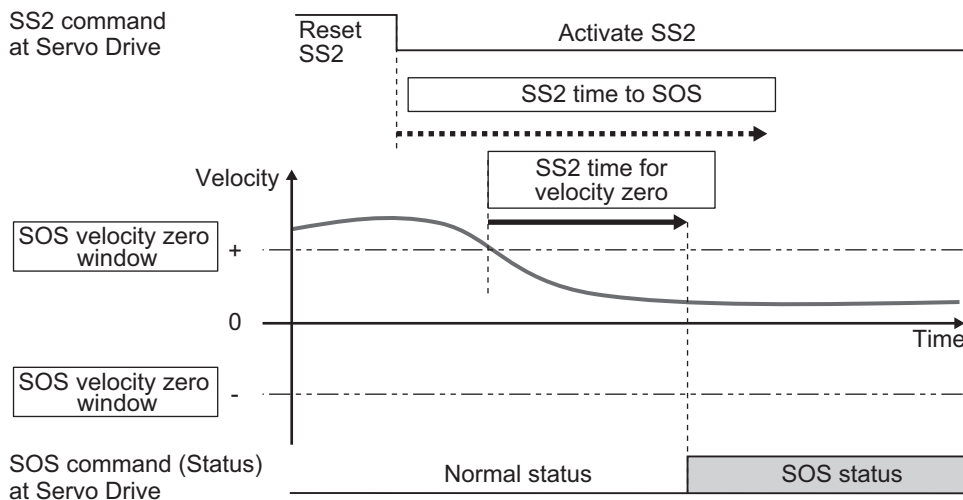 SS2 command
at Servo Drive
Reset
SS2
Activate SS2
SS2 time to SOS
SS2 time for
velocity zero
Velocity
SOS velocity zero
window
+
0
Time
SOS velocity zero
window
-
SOS command (Status)
at Servo Drive
Normal status
SOS status